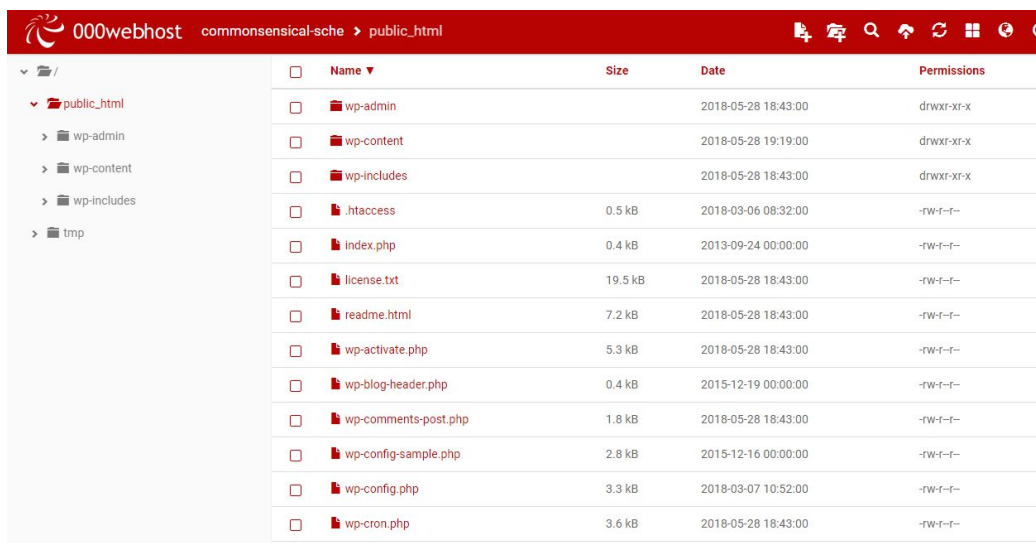 000webhost commonsensical-sche > public_html
/
public_html
wp-admin
wp-content
wp-includes
tmp
Name ▼ Size Date Permissions
wp-admin 2018-05-28 18:43:00 drwxr-xr-x
wp-content 2018-05-28 19:19:00 drwxr-xr-x
wp-includes 2018-05-28 18:43:00 drwxr-xr-x
.htaccess 0.5 kB 2018-03-06 08:32:00 -rw-r--r--
index.php 0.4 kB 2013-09-24 00:00:00 -rw-r--r--
license.txt 19.5 kB 2018-05-28 18:43:00 -rw-r--r--
readme.html 7.2 kB 2018-05-28 18:43:00 -rw-r--r--
wp-activate.php 5.3 kB 2018-05-28 18:43:00 -rw-r--r--
wp-blog-header.php 0.4 kB 2015-12-19 00:00:00 -rw-r--r--
wp-comments-post.php 1.8 kB 2018-05-28 18:43:00 -rw-r--r--
wp-config-sample.php 2.8 kB 2015-12-16 00:00:00 -rw-r--r--
wp-config.php 3.3 kB 2018-03-07 10:52:00 -rw-r--r--
wp-cron.php 3.6 kB 2018-05-28 18:43:00 -rw-r--r--